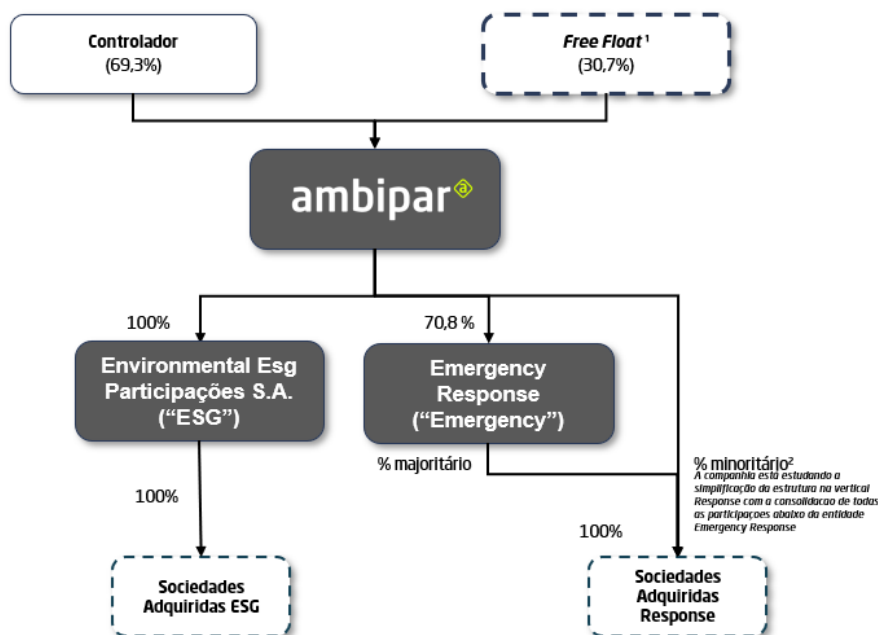 Controlador
(69,3%)
Free Float ¹
(30,7%)
ambipar
100%
70,8 %
Environmental Esg
Participações S.A.
(“ESG”)
Emergency
Response
(“Emergency”)
% majoritário
% minoritário²
A companhia está estudando a
simplificação da estrutura na vertical
Response com a consolidacao de todas
as participaçoes abaixo da entidade
Emergency Response
100%
100%
Sociedades
Adquiridas ESG
Sociedades
Adquiridas
Response